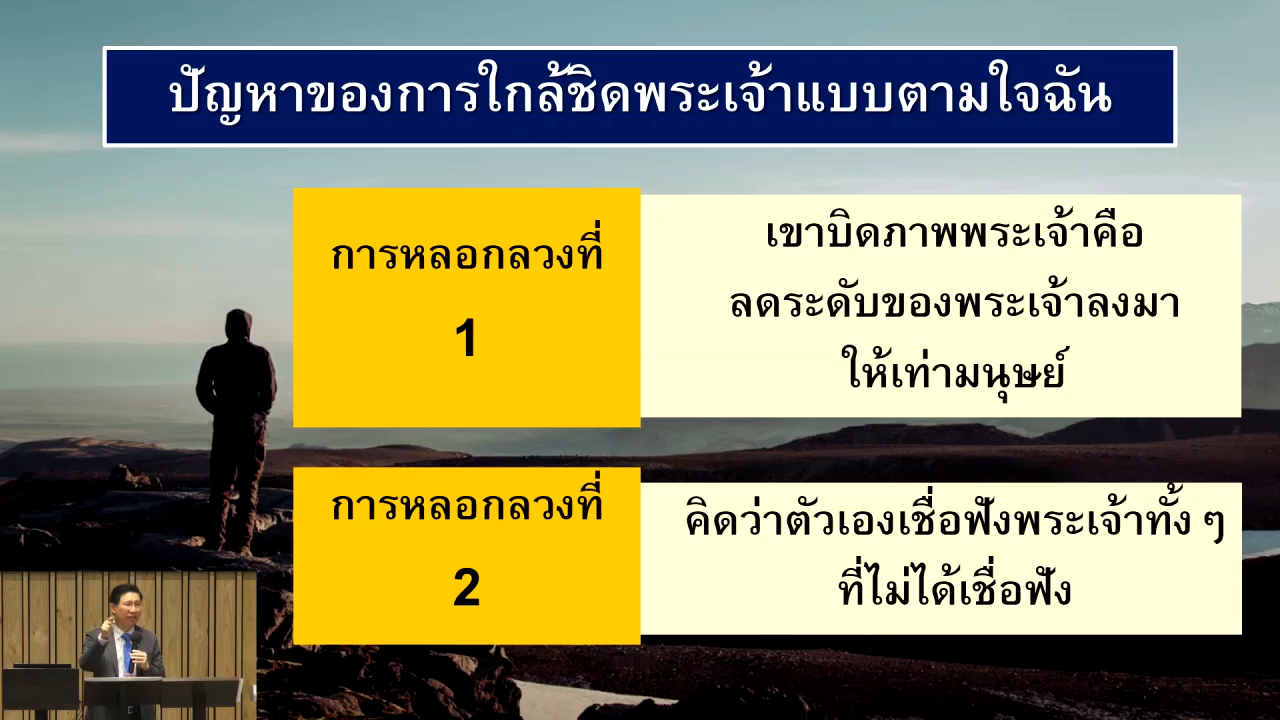 ปัญหาของการใกล้ชิดพระเจ้าแบบตามใจฉัน
การหลอกลวงที่
1
เขาบิดภาพพระเจ้าคือ
ลดระดับของพระเจ้าลงมา
ให้เท่ามนุษย์
การหลอกลวงที่
2
คิดว่าตัวเองเชื่อฟังพระเจ้าทั้ง ๆ
ที่ไม่ได้เชื่อฟัง